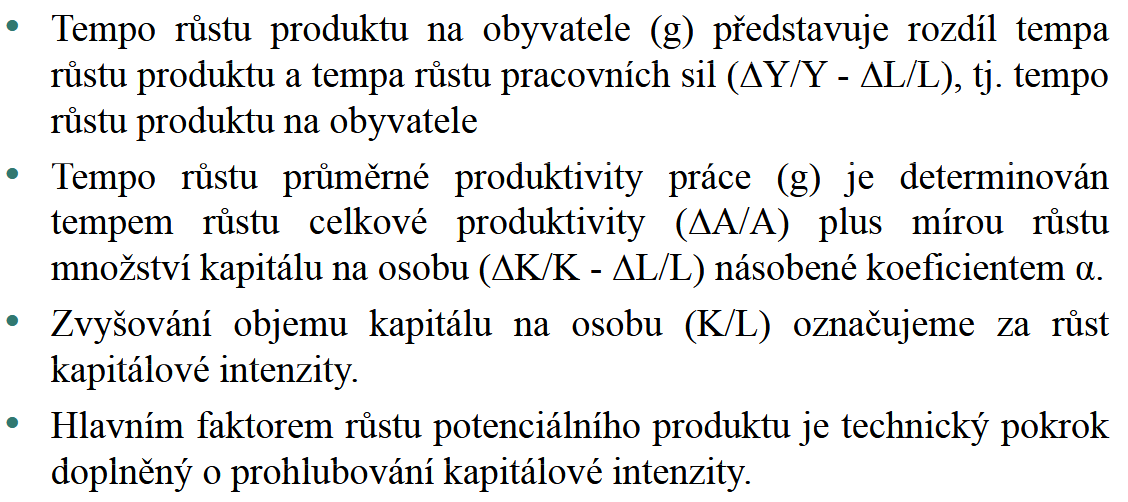 • Tempo růstu produktu na obyvatele (g) představuje rozdíl tempa
růstu produktu a tempa růstu pracovních sil (ΔY/Y - ΔL/L), tj. tempo
růstu produktu na obyvatele
• Tempo růstu průměrné produktivity práce (g) je determinován
tempem růstu celkové produktivity (ΔA/A) plus mírou růstu
množství kapitálu na osobu (ΔK/K - ΔL/L) násobené koeficientem α.
• Zvyšování objemu kapitálu na osobu (K/L) označujeme za růst
kapitálové intenzity.
• Hlavním faktorem růstu potenciálního produktu je technický pokrok
doplněný o prohlubování kapitálové intenzity.